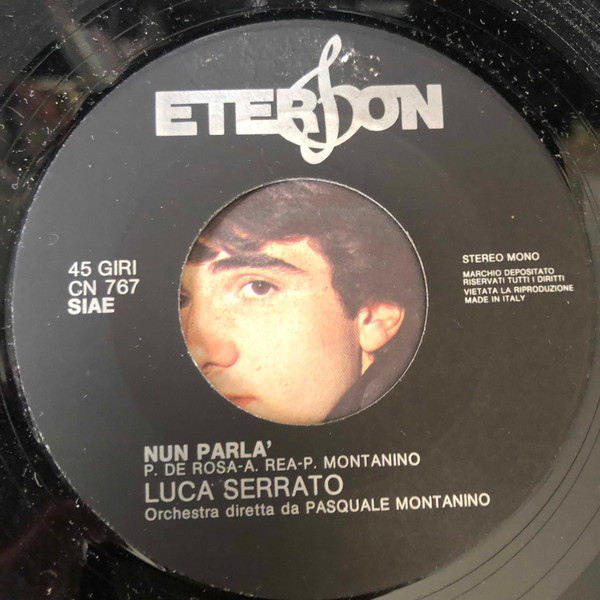 ETERSON
45 GIRI
CN 767
SIAE
STEREO MONO
MARCHIO DEPOSITATO
RISERVATI TUTTI I DIRITTI
VIETATA LA RIPRODUZIONE
MADE IN ITALY
NUN PARLA'
P. DE ROSA-A. REA-P. MONTANINO
LUCA SERRATO
Orchestra diretta da PASQUALE MONTANINO